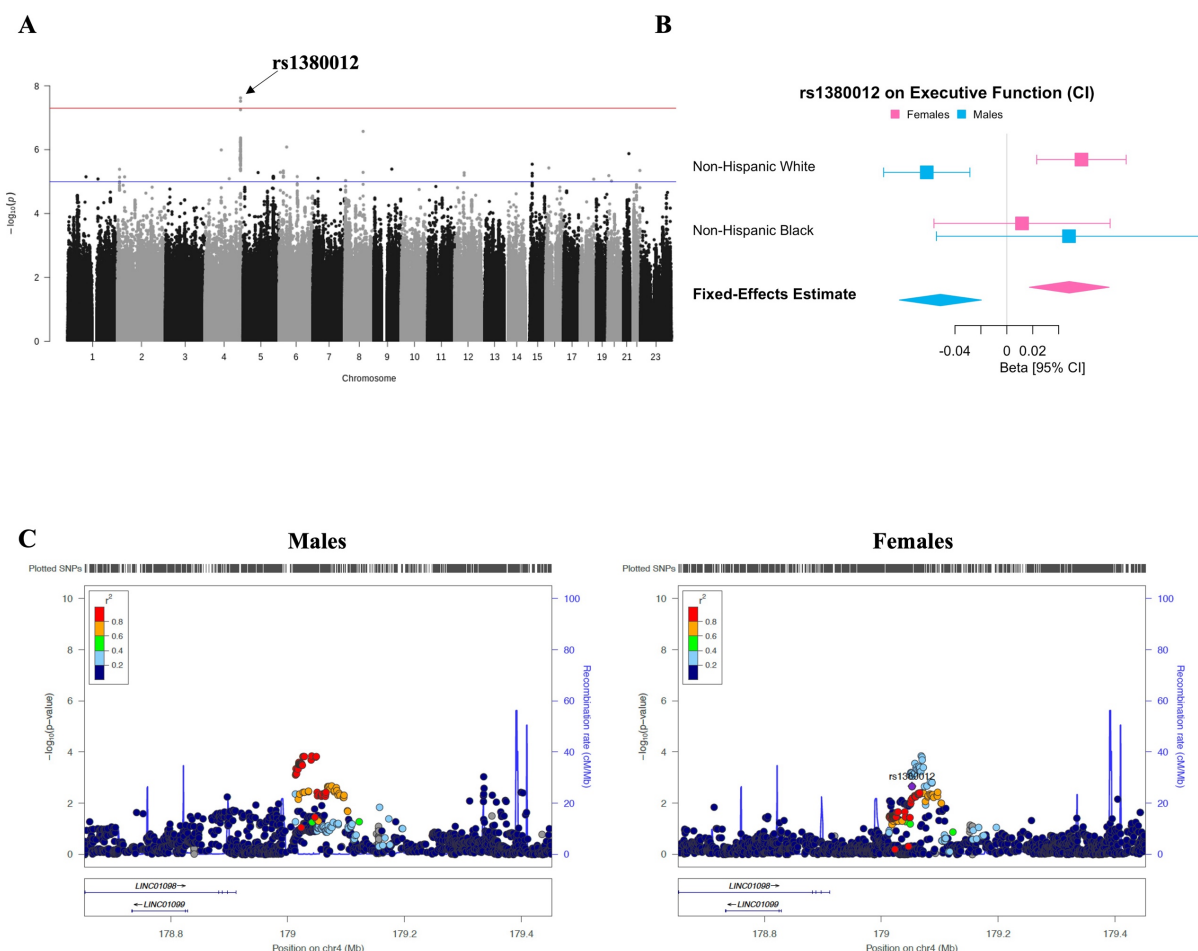 A
B
rs1380012
8
6
4
2
0
− log₁₀(p)
1 2 3 4 5 6 7 8 9 10 11 12 13 14 15 17 19 21 23
Chromosome
rs1380012 on Executive Function (CI)
Females Males
Non-Hispanic White
Non-Hispanic Black
Fixed-Effects Estimate
-0.04 0 0.02
Beta [95% CI]
C
Males
Plotted SNPs
10
8
6
4
2
0
−log₁₀(p−value)
r²
0.8
0.6
0.4
0.2
100
80
60
40
20
0
Recombination rate (cM/Mb)
LINC01098→
←LINC01099
178.8 179 179.2 179.4
Position on chr4 (Mb)
Females
Plotted SNPs
10
8
6
4
2
0
−log₁₀(p−value)
r²
0.8
0.6
0.4
0.2
rs1380012
100
80
60
40
20
0
Recombination rate (cM/Mb)
LINC01098→
←LINC01099
178.8 179 179.2 179.4
Position on chr4 (Mb)